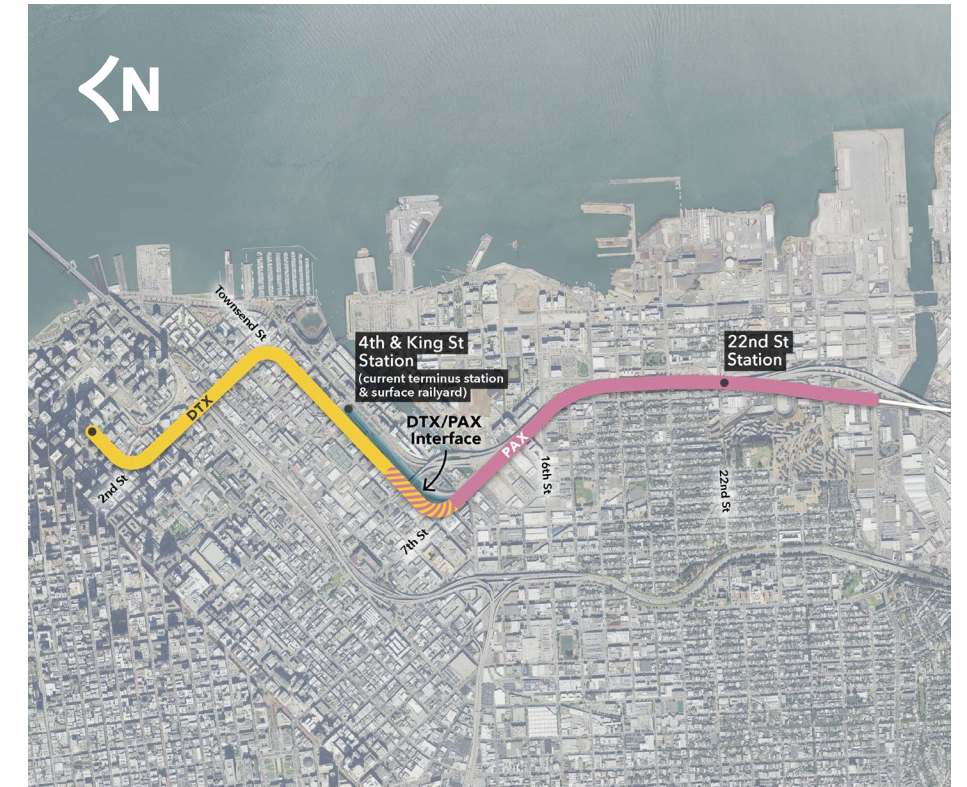 N
Townsend St
4th & King St
Station
(current terminus station
& surface railyard)
22nd St
Station
DTX
DTX/PAX
Interface
PAX
2nd St
7th St
16th St
22nd St